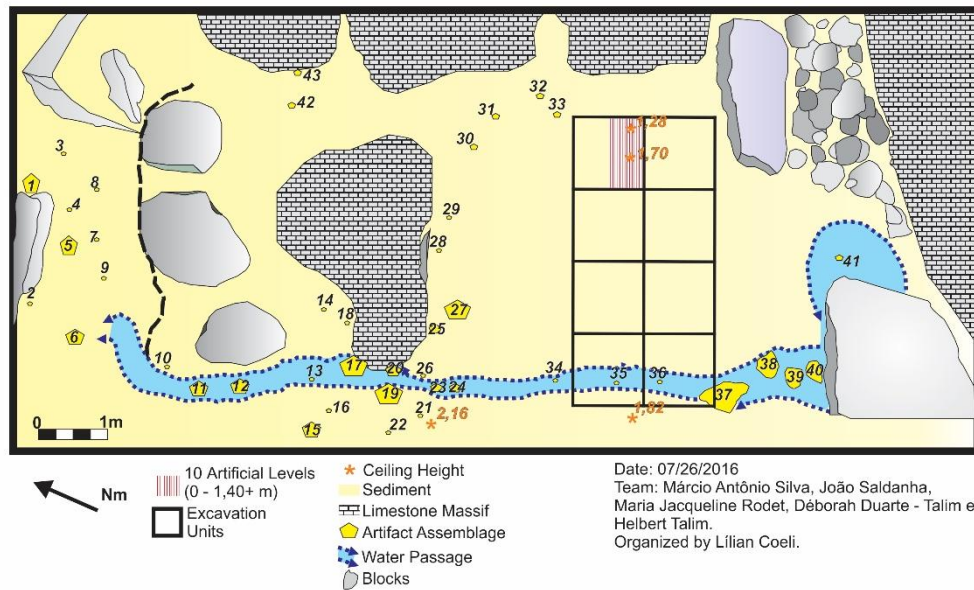 43
42
32
31
33
30
1,28
1,70
3
8
1
4
7
5
9
2
6
29
28
41
14
18
27
25
10
11
12
13
17
20
26
23
24
34
35
36
38
39
40
19
37
16
21
2,16
1,82
15
22
0 1m
Nm
10 Artificial Levels
(0 - 1,40+ m)
Excavation
Units
Ceiling Height
Sediment
Limestone Massif
Artifact Assemblage
Water Passage
Blocks
Date: 07/26/2016
Team: Márcio Antônio Silva, João Saldanha,
Maria Jacqueline Rodet, Déborah Duarte - Talim e
Helbert Talim.
Organized by Lílian Coeli.